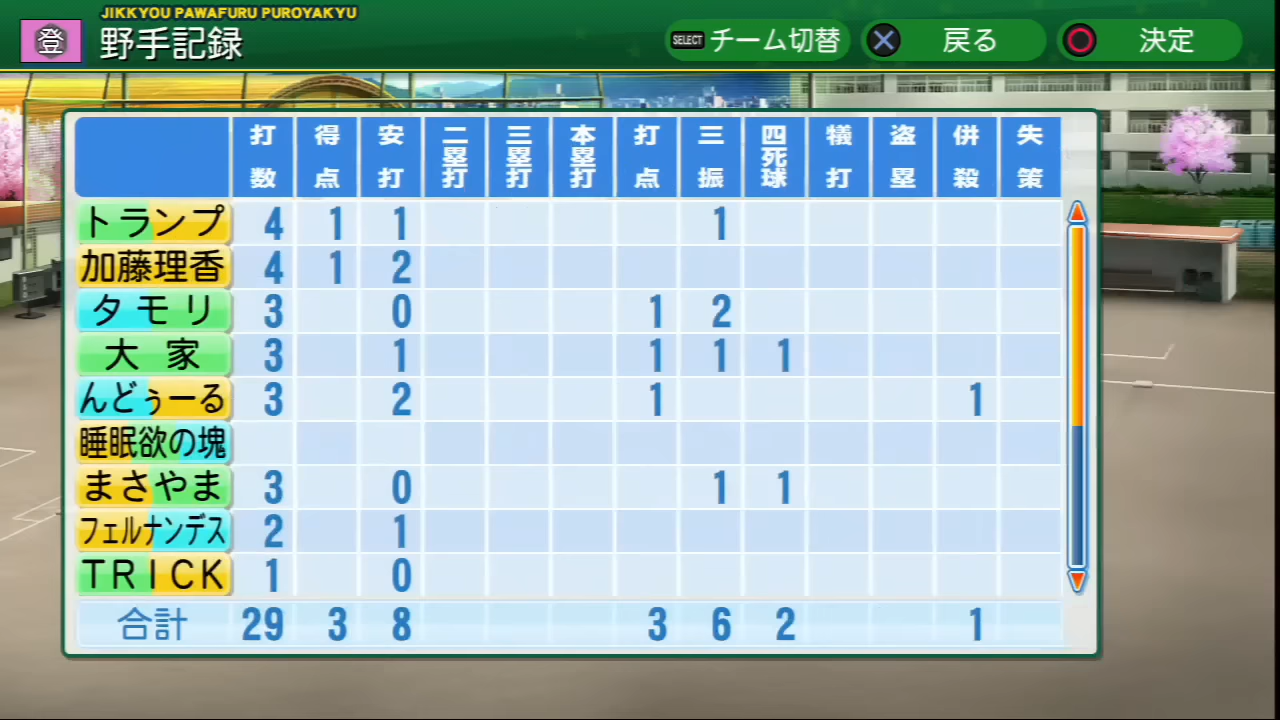 JIKKYOU PAWAFURU PUROYAKYU
登 野手記録 SELECT チーム切替 戻る 決定
打数 得点 安打 二塁打 三塁打 本塁打 打点 三振 四死球 犠打 盗塁 併殺 失策
トランプ 4 1 1 1
加藤理香 4 1 2
タモリ 3 0 1 2
大家 3 1 1 1 1
んどぅーる 3 2 1 1
睡眠欲の塊
まさやま 3 0 1 1
フェルナンデス 2 1
TRICK 1 0
合計 29 3 8 3 6 2 1